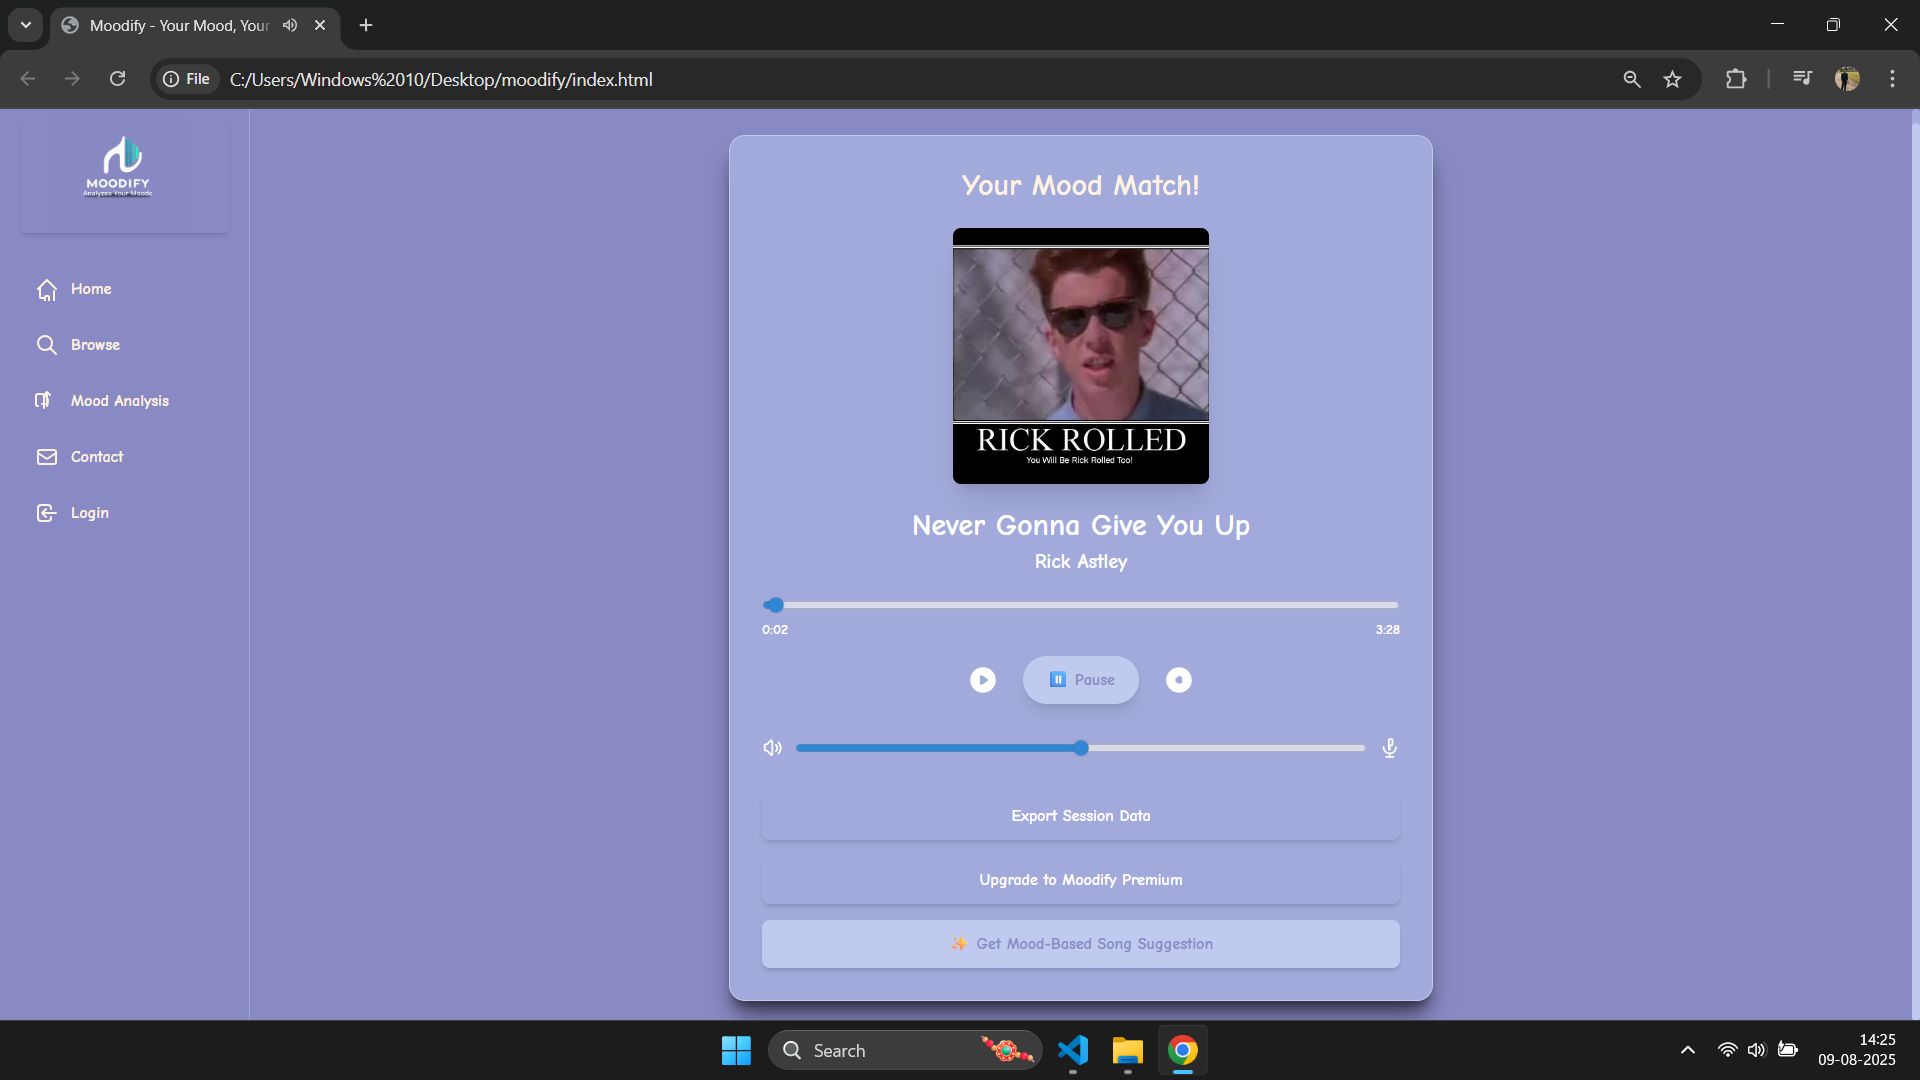 Moodify - Your Mood, Your
File
C:/Users/Windows%2010/Desktop/moodify/index.html
MOODIFY
Analyzes Your Moods
Home
Browse
Mood Analysis
Contact
Login
Your Mood Match!
RICK ROLLED
You Will Be Rick Rolled Too!
Never Gonna Give You Up
Rick Astley
0:02
3:28
Pause
Export Session Data
Upgrade to Moodify Premium
✨ Get Mood-Based Song Suggestion
Search
14:25
09-08-2025